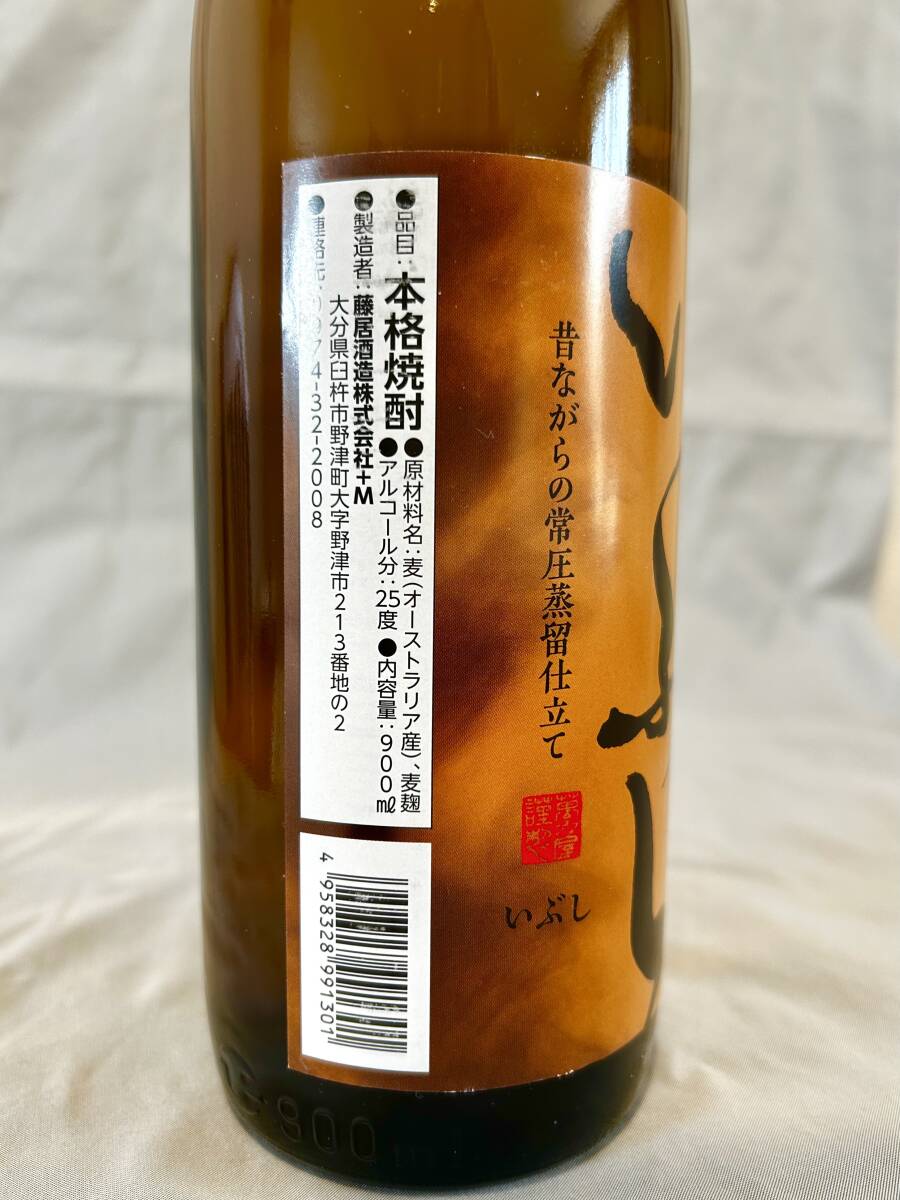 いぶし
昔ながらの常圧蒸留仕立て
いぶし
●品目：本格焼酎
●原材料名：麦（オーストラリア産）、麦麹
●アルコール分：25度 ●内容量：900㎖
●製造者：藤居酒造株式会社+M
大分県臼杵市野津町大字野津市213番地の2
●連絡先：0974-32-2008
4 958328 991301
900ml